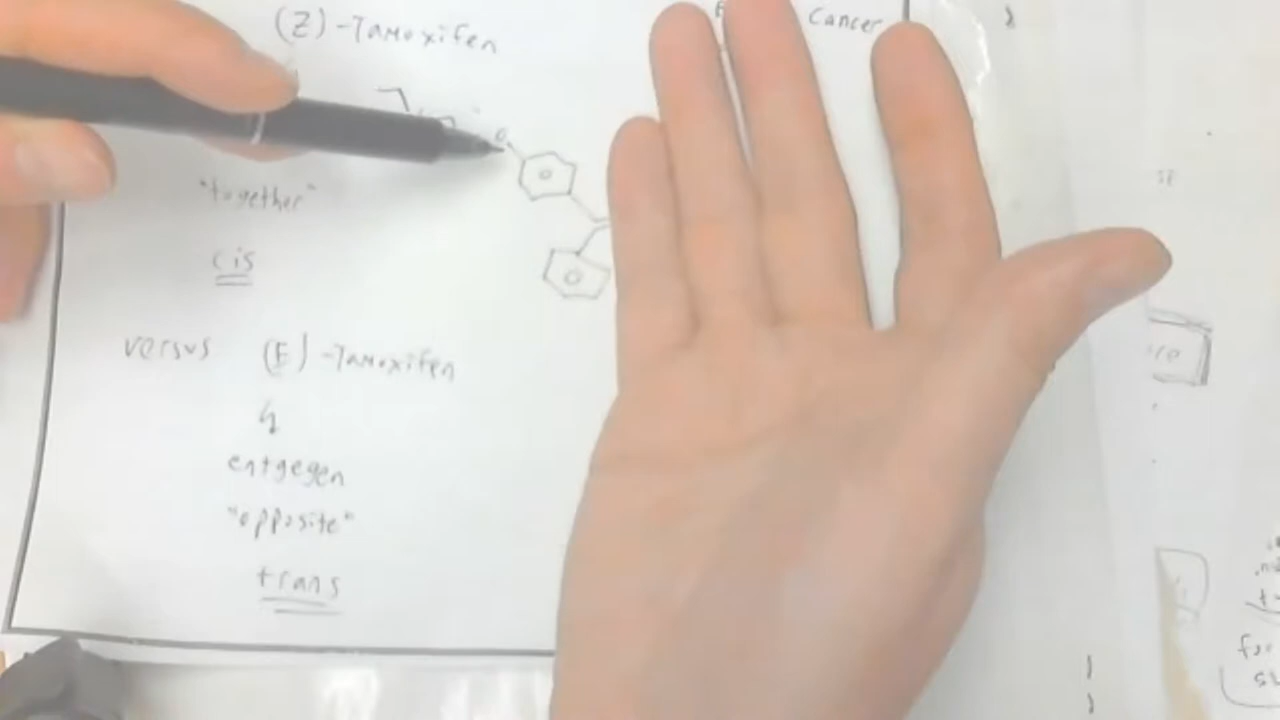 (Z)-Tamoxifen
Cancer
"together"
cis
versus (E)-Tamoxifen
entgegen
"opposite"
trans